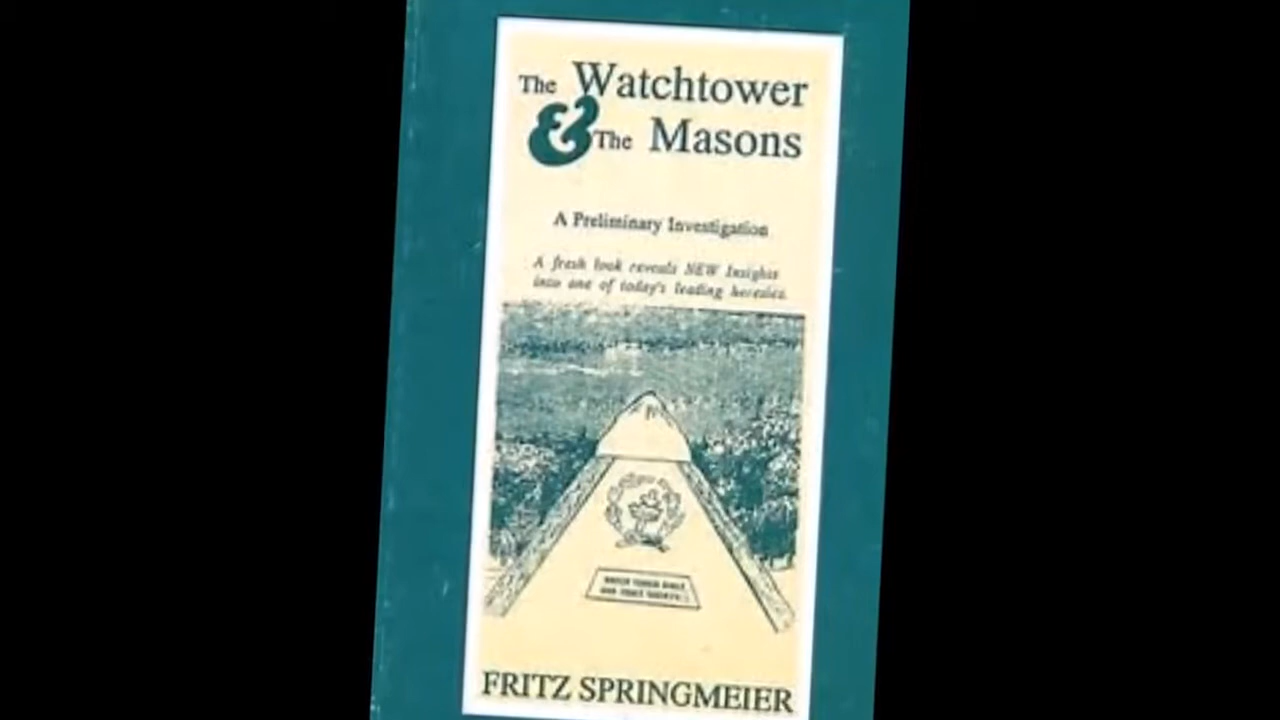 The Watchtower
& The Masons
A Preliminary Investigation
A fresh look reveals NEW Insights
into one of today's leading heresies.
WATCH TOWER BIBLE
AND TRACT SOCIETY
FRITZ SPRINGMEIER